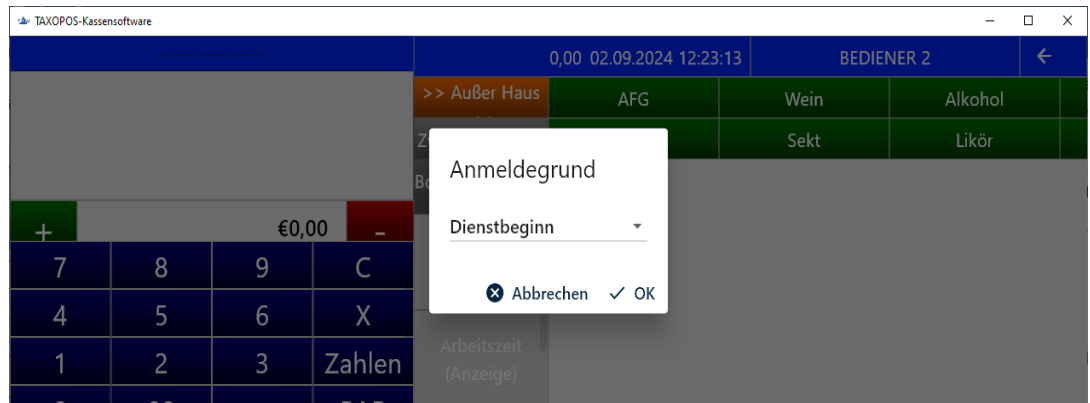 TAXOPOS-Kassensoftware
0,00 02.09.2024 12:23:13
BEDIENER 2
>> Außer Haus
AFG
Wein
Alkohol
Sekt
Likör
Anmeldegrund
Dienstbeginn
Abbrechen
OK
+
€0,00
-
7 8 9 C
4 5 6 X
1 2 3 Zahlen
Arbeitszeit
(Anzeige)